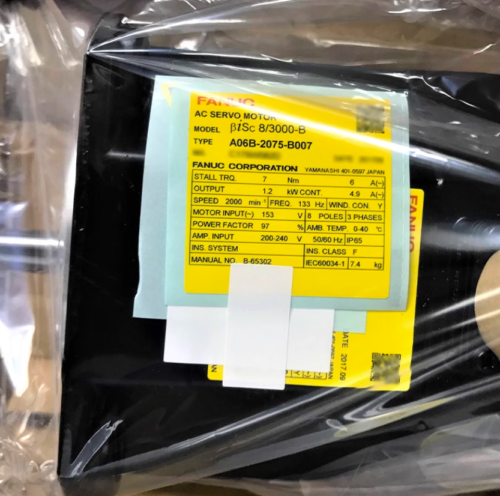 FANUC
AC SERVO MOTOR
MODEL βiSc 8/3000-B
TYPE A06B-2075-B007
FANUC CORPORATION YAMANASHI 401-0597 JAPAN
STALL TRQ. 7 Nm 6 A(~)
OUTPUT 1.2 kW CONT. 4.9 A(~)
SPEED 2000 min⁻¹ FREQ. 133 Hz WIND. CON. Y
MOTOR INPUT(~) 153 V 8 POLES 3 PHASES
POWER FACTOR 97 % AMB. TEMP. 0-40 ℃
AMP. INPUT 200-240 V 50/60 Hz IP65
INS. SYSTEM INS. CLASS F
MANUAL NO. B-65302 IEC60034-1 7.4 kg
FANUC
DATE 2017.09